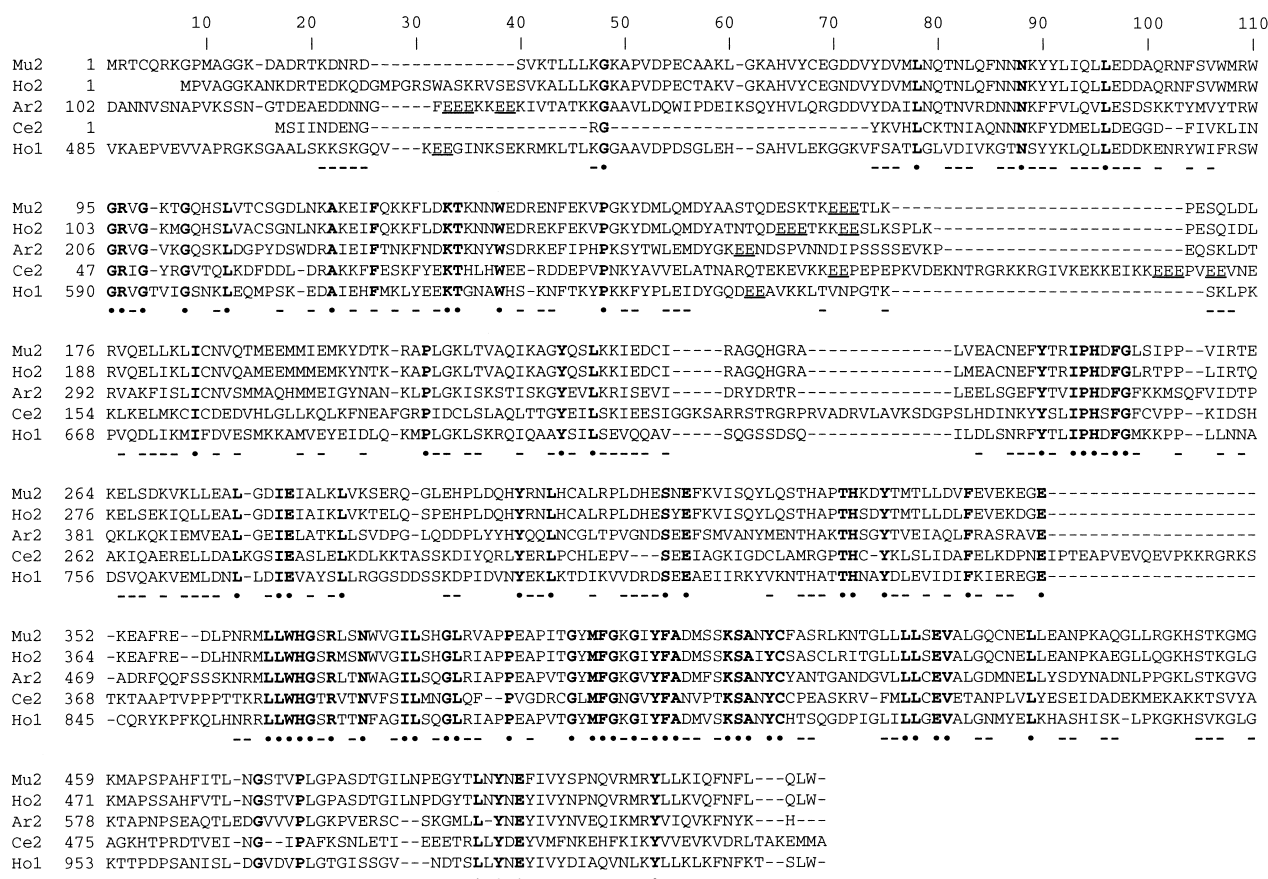 10 20 30 40 50 60 70 80 90 100 110
Mu2 1 MRTCQRKGPMAGGK-DADRTKDNRD--------------SVKTLLLKGKAPVDPECAAKL-GKAHVYCEGDDVYDVMLNQTNLQFNNNKYYLIQLLEDDAQRNFSVWMRW
Ho2 1 MPVAGGKANKDRTEDKQDGMPGRSWASKRVSESVKALLLKGKAPVDPECTAKV-GKAHVYCEGNDVYDVMLNQTNLQFNNNKYYLIQLLEDDAQRNFSVWMRW
Ar2 102 DANNVSNAPVKSSN-GTDEAEDDNNG-----FEEEKKEEKIVTATKKGAAVLDQWIPDEIKSQYHVLQRGDDVYDAILNQTNVRDNNNKFFVLQVLESDSKKTYMVYTRW
Ce2 1 MSIINDENG---------------------RG-------------------------YKVHLCKTNIAQNNNKFYDMELLDEGGD-FIVKLIN
Ho1 485 VKAEPVEVVAPRGKSGAALSKKSKGQV--KEEGINKSEKRMKLTLKGGAAVDPDSGLEH--SAHVLEKGGKVFSATLGLVDIVKGTNSYYKLQLLEDDKENRYWIFRSW
Mu2 95 GRVG-KTGQHSLVTCSGDLNKAKEIFQKKFLDKTKNNWEDRENFEKVPGKYDMLQMDYAASTQDESKTKEEETLK----------------------------PESQLDL
Ho2 103 GRVG-KMGQHSLVACSGNLNKAKEIFQKKFLDKTKNNWEDREKFEKVPGKYDMLQMDYATNTQDEEETKKEESLKSPLK------------------------PESQIDL
Ar2 206 GRVG-VKGQSKLDGPYDSWDRAIEIFTNKFNDKTKNYWSDRKEFIPHPKSYTWLEMDYGKEENDSPVNNDIPSSSSEVKP-----------------------EQSKLDT
Ce2 47 GRIG-YRGVTQLKDFDDL-DRAKKFFESKFYEKTHLHWEE-RDDEPVPNKYAVVELATNARQTEKEVKKEEPEPEPKVDEKNTRGRKKRGIVKEKKEIKKEEEPVEEVNE
Ho1 590 GRVGTVIGSNKLEQMPSK-EDAIEHFMKLYEEKTGNAWHS-KNFTKYPKKFYPLEIDYGQDEEAVKKLTVNPGTK------------------------------SKLPK
Mu2 176 RVQELLKLICNVQTMEEMMIEMKYDTK-RAPLGKLTVAQIKAGYQSLKKIEDCI-----RAGQHGRA--------------LVEACNEFYTRIPHDFGLSIPP--VIRTE
Ho2 188 RVQELIKLICNVQAMEEMMMEMKYNTK-KAPLGKLTVAQIKAGYQSLKKIEDCI-----RAGQHGRA--------------LMEACNEFYTRIPHDFGLRTPP--LIRTQ
Ar2 292 RVAKFISLICNVSMMAQHMMEIGYNAN-KLPLGKISKSTISKGYEVLKRISEVI-----DRYDRTR---------------LEELSGEFYTVIPHDFGFKKMSQFVIDTP
Ce2 154 KLKELMKCICDEDVHLGLLKQLKFNEAFGRPIDCLSLAQLTTGYEILSKIEESIGGKSARRSTRGRPRVADRVLAVKSDGPSLHDINKYYSLIPHSFGFCVPP--KIDSH
Ho1 668 PVQDLIKMIFDVESMKKAMVEYEIDLQ-KMPLGKLSKRQIQAAYSILSEVQQAV-----SQGSSDSQ--------------ILDLSNRFYTLIPHDFGMKKPP--LLNNA
Mu2 264 KELSDKVKLLEAL-GDIEIALKLVKSERQ-GLEHPLDQHYRNLHCALRPLDHESNEFKVISQYLQSTHAPTHKDYTMTLLDVFEVEKEGE--------------------
Ho2 276 KELSEKIQLLEAL-GDIEIAIKLVKTELQ-SPEHPLDQHYRNLHCALRPLDHESYEFKVISQYLQSTHAPTHSDYTMTLLDLFEVEKDGE--------------------
Ar2 381 QKLKQKIEMVEAL-GEIELATKLLSVDPG-LQDDPLYYHYQQLNCGLTPVGNDSEEFSMVANYMENTHAKTHSGYTVEIAQLFRASRAVE--------------------
Ce2 262 AKIQAERELLDALKGSIEASLELKDLKKTASSKDIYQRLYERLPCHLEPV---SEEIAGKIGDCLAMRGPTHC-YKLSLIDAFELKDPNEIPTEAPVEVQEVPKKRGRKS
Ho1 756 DSVQAKVEMLDNL-LDIEVAYSLLRGGSDDSSKDPIDVNYEKLKTDIKVVDRDSEEAEIIRKYVKNTHATTHNAYDLEVIDIFKIEREGE--------------------
Mu2 352 -KEAFRE--DLPNRMLLWHGSRLSNWVGILSHGLRVAPPEAPITGYMFGKGIYFADMSSKSANYCFASRLKNTGLLLLSEVALGQCNELLEANPKAQGLLRGKHSTKGMG
Ho2 364 -KEAFRE--DLHNRMLLWHGSRMSNWVGILSHGLRIAPPEAPITGYMFGKGIYFADMSSKSAIYCSASCLRITGLLLLSEVALGQCNELLEANPKAEGLLQGKHSTKGLG
Ar2 469 -ADRFQQFSSSKNRMLLWHGSRLTNWAGILSQGLRIAPPEAPVTGYMFGKGVYFADMFSKSANYCYANTGANDGVLLLCEVALGDMNELLYSDYNADNLPPGKLSTKGVG
Ce2 368 TKTAAPTVPPPTTKRLLWHGTRVTNVFSILMNGLQF--PVGDRCGLMFGNGVYFANVPTKSANYCCPEASKRV-FMLLCEVETANPLVLYESEIDADEKMEKAKKTSVYA
Ho1 845 -CQRYKPFKQLHNRRLLWHGSRTTNFAGILSQGLRIAPPEAPVTGYMFGKGIYFADMVSKSANYCHTSQGDPIGLILLGEVALGNMYELKHASHISK-LPKGKHSVKGLG
Mu2 459 KMAPSPAHFITL-NGSTVPLGPASDTGILNPEGYTLNYNEFIVYSPNQVRMRYLLKIQFNFL---QLW-
Ho2 471 KMAPSSAHFVTL-NGSTVPLGPASDTGILNPDGYTLNYNEYIVYNPNQVRMRYLLKVQFNFL---QLW-
Ar2 578 KTAPNPSEAQTLEDGVVVPLGKPVERSC--SKGMLL-YNEYIVYNVEQIKMRYVIQVKFNYK---H---
Ce2 475 AGKHTPRDTVEI-NG--IPAFKSNLETI--EEETRLLYDEYVMFNKEHFKIKYVVEVKVDRLTAKEMMA
Ho1 953 KTTPDPSANISL-DGVDVPLGTGISSGV---NDTSLLYNEYIVYDIAQVNLKYLLKLKFNFKT--SLW-